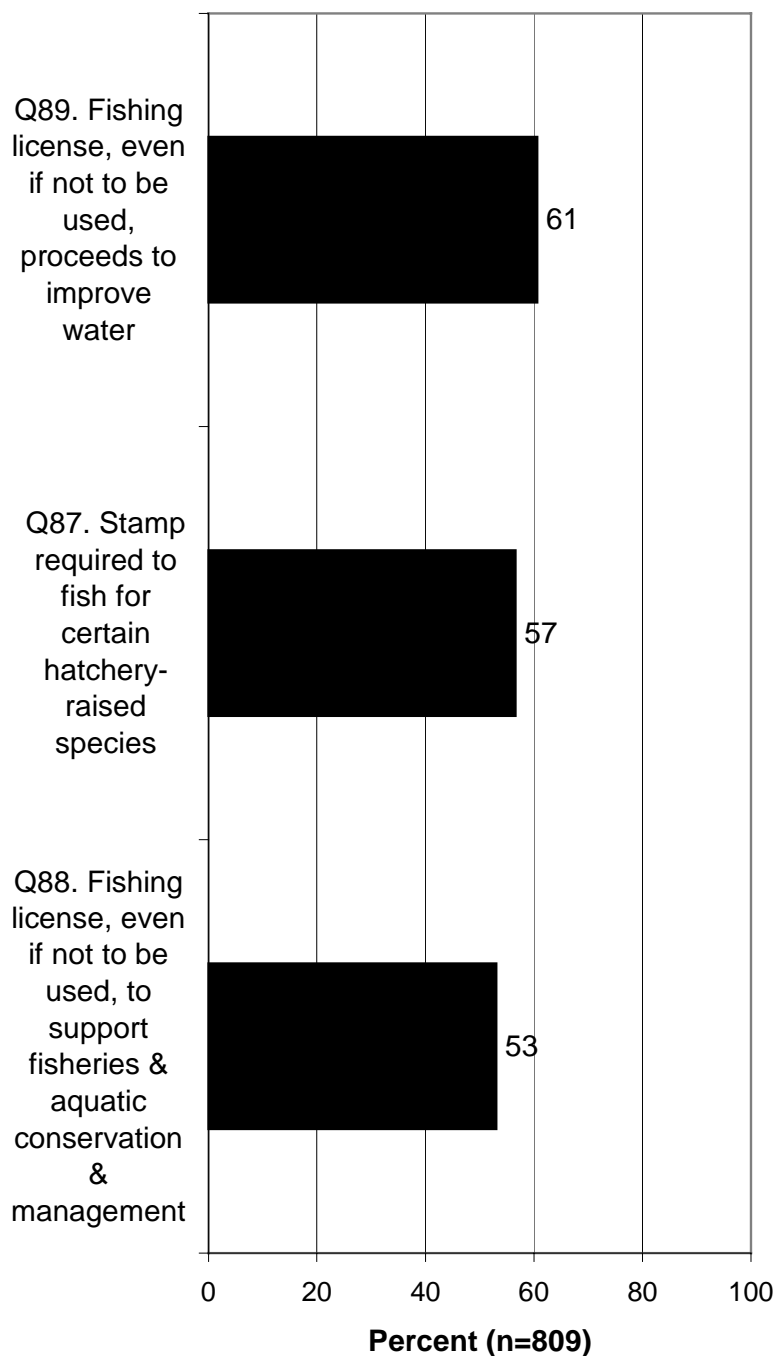 Q89. Fishing
license, even
if not to be
used,
proceeds to
improve
water
61
Q87. Stamp
required to
fish for
certain
hatchery-
raised
species
57
Q88. Fishing
license, even
if not to be
used, to
support
fisheries &
aquatic
conservation
&
management
53
0 20 40 60 80 100
Percent (n=809)